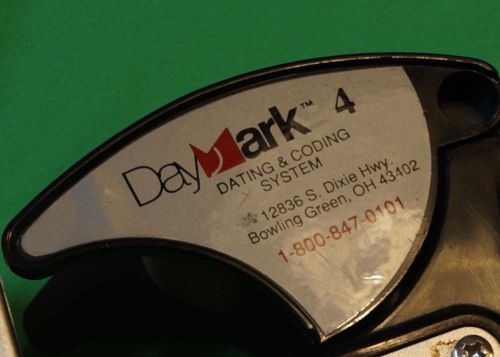 DayMark™ 4
DATING & CODING
SYSTEM
12836 S. Dixie Hwy.
Bowling Green, OH 43402
1-800-847-0101